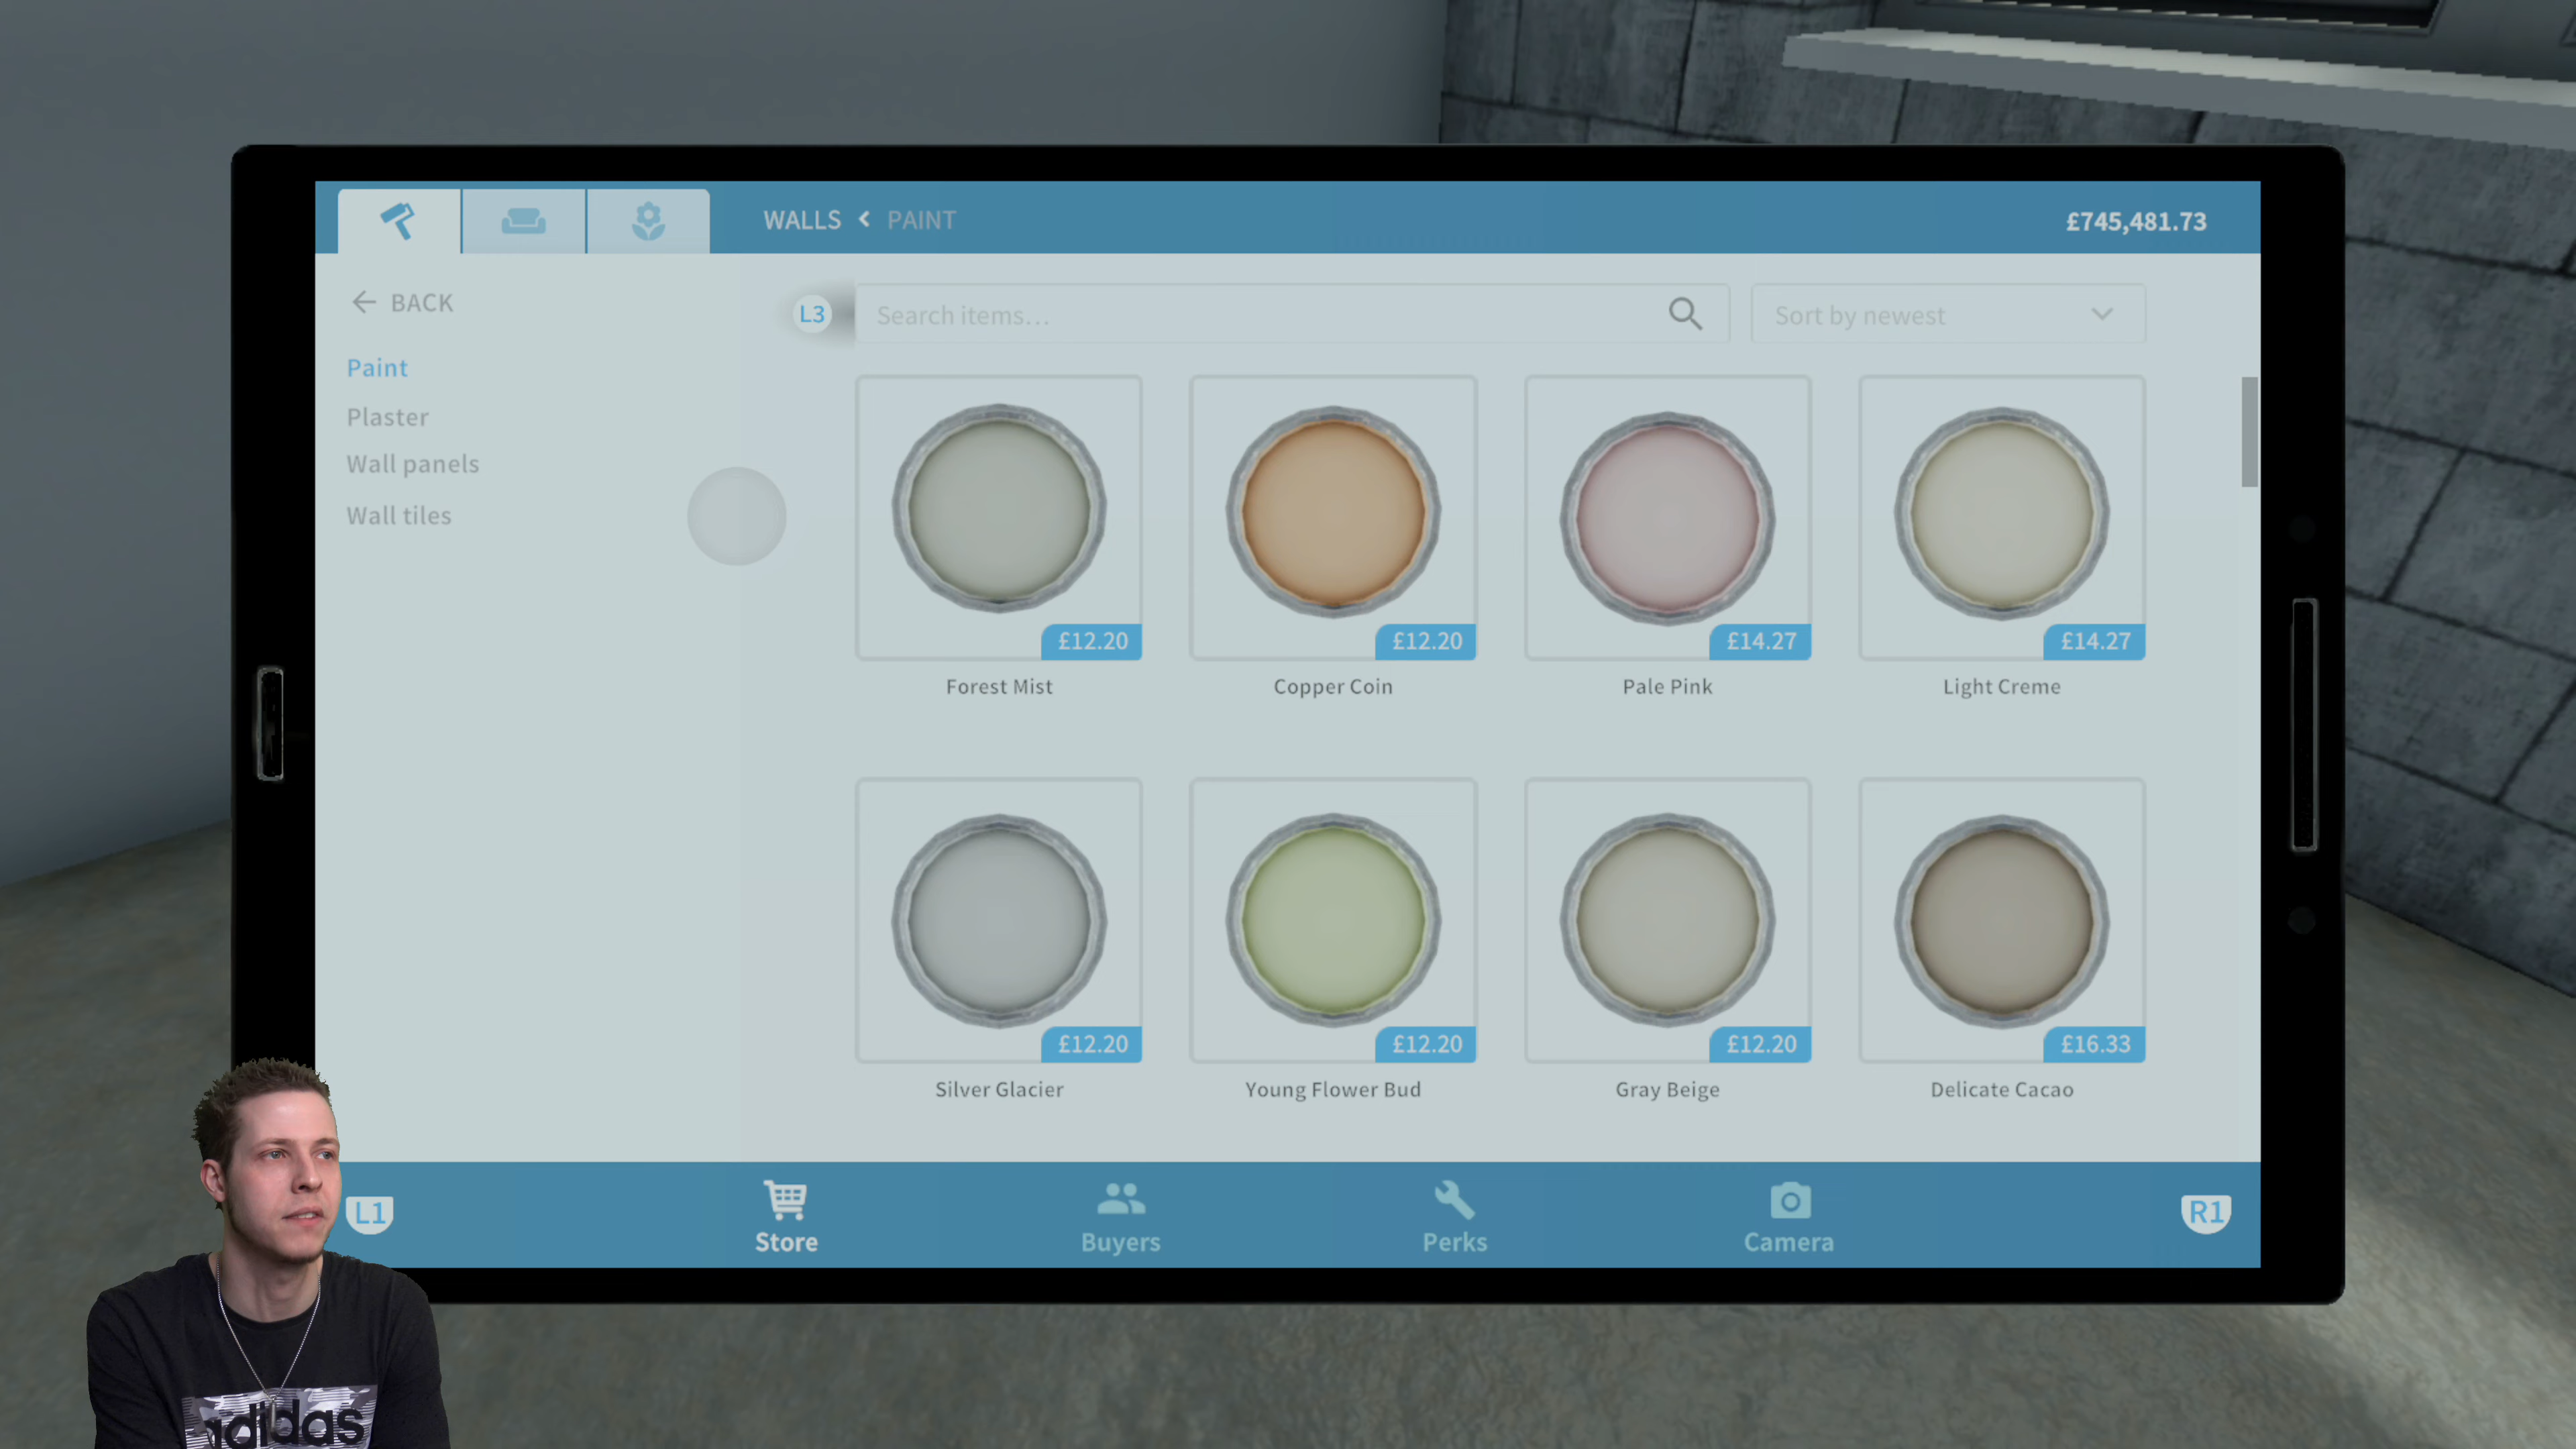 WALLS < PAINT
£745,481.73
← BACK
L3
Search items...
Sort by newest
Paint
Plaster
Wall panels
Wall tiles
£12.20
£12.20
£14.27
£14.27
Forest Mist
Copper Coin
Pale Pink
Light Creme
£12.20
£12.20
£12.20
£16.33
Silver Glacier
Young Flower Bud
Gray Beige
Delicate Cacao
L1
Store
Buyers
Perks
Camera
R1
adidas